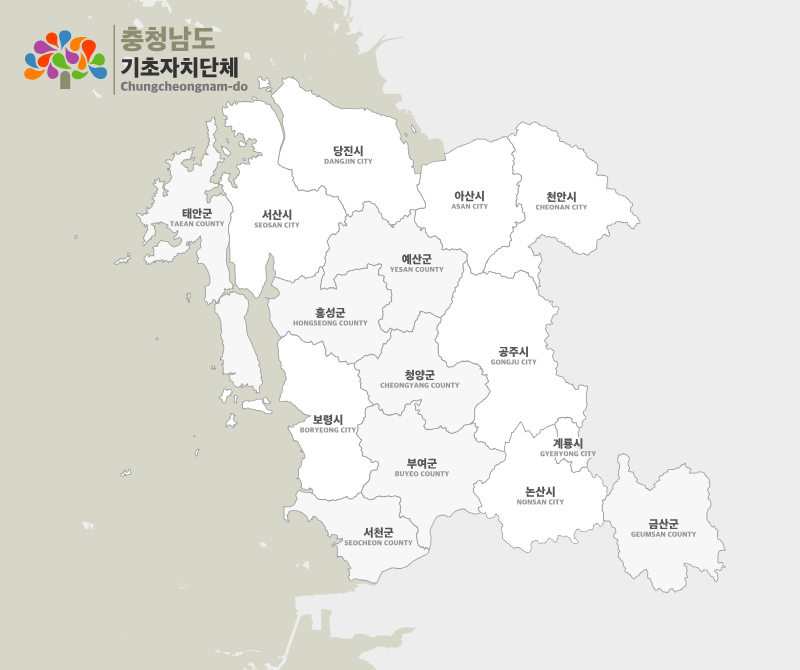 충청남도
기초자치단체
Chungcheongnam-do
당진시
DANGJIN CITY
아산시
ASAN CITY
천안시
CHEONAN CITY
태안군
TAEAN COUNTY
서산시
SEOSAN CITY
예산군
YESAN COUNTY
홍성군
HONGSEONG COUNTY
공주시
GONGJU CITY
청양군
CHEONGYANG COUNTY
보령시
BORYEONG CITY
계룡시
GYERYONG CITY
부여군
BUYEO COUNTY
논산시
NONSAN CITY
서천군
SEOCHEON COUNTY
금산군
GEUMSAN COUNTY